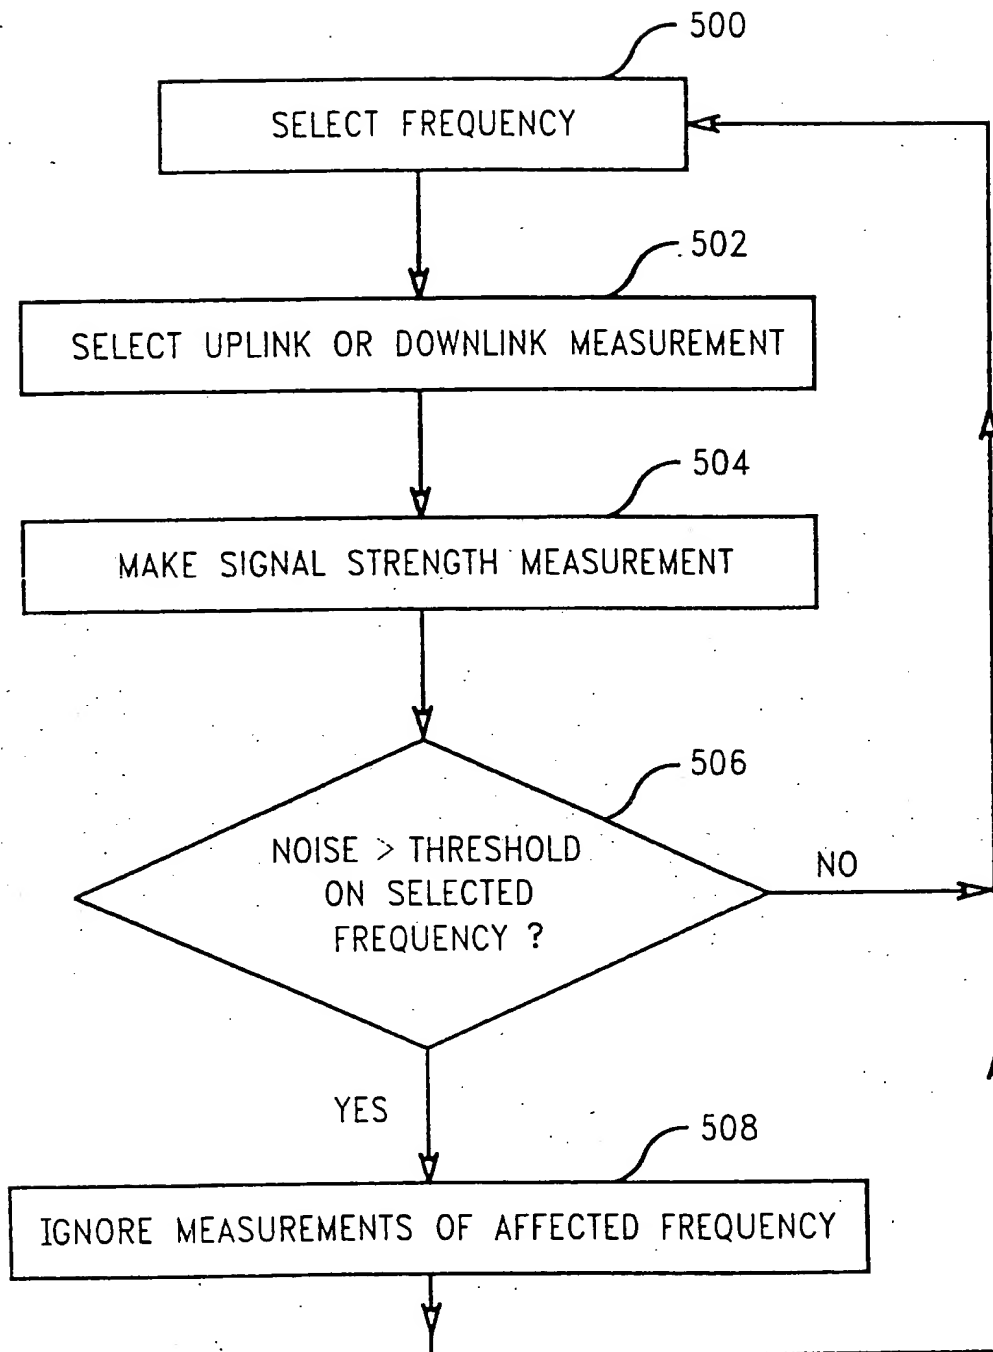 500
SELECT FREQUENCY
502
SELECT UPLINK OR DOWNLINK MEASUREMENT
504
MAKE SIGNAL STRENGTH MEASUREMENT
506
NOISE > THRESHOLD
ON SELECTED
FREQUENCY ?
NO
YES
508
IGNORE MEASUREMENTS OF AFFECTED FREQUENCY